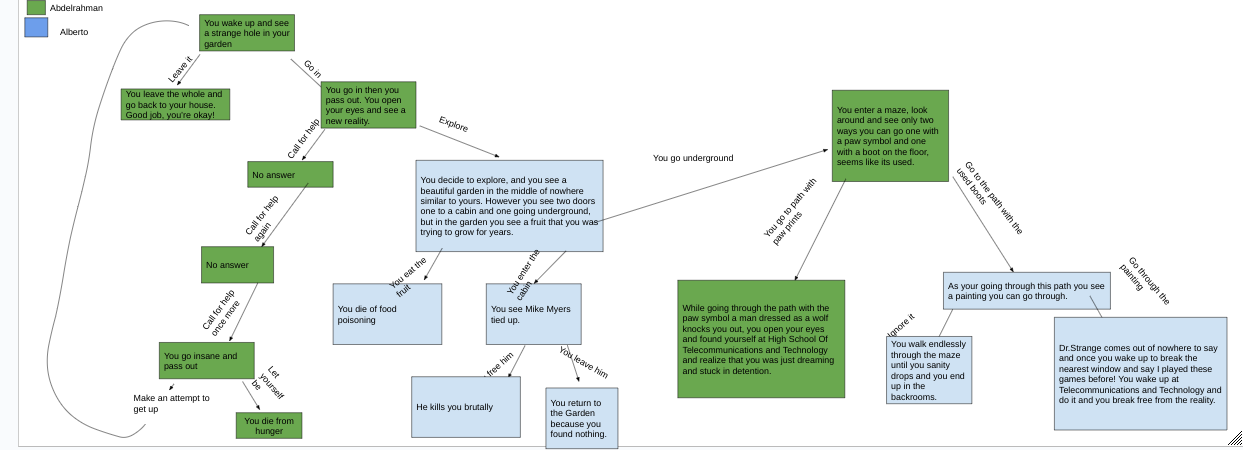 Abdelrahman
Alberto
You wake up and see
a strange hole in your
garden
Leave it
Go in
You leave the whole and
go back to your house.
Good job, you're okay!
You go in then you
pass out. You open
your eyes and see a
new reality.
Call for help
Explore
No answer
Call for help
again
No answer
Call for help
once more
You go insane and
pass out
Make an attempt to
get up
Let
yourself
be
You die from
hunger
You decide to explore, and you see a
beautiful garden in the middle of nowhere
similar to yours. However you see two doors
one to a cabin and one going underground,
but in the garden you see a fruit that you was
trying to grow for years.
You eat the
fruit
You enter the
cabin
You die of food
poisoning
You see Mike Myers
tied up.
free him
You leave him
He kills you brutally
You return to
the Garden
because you
found nothing.
You go underground
You enter a maze, look
around and see only two
ways you can go one with
a paw symbol and one
with a boot on the floor,
seems like its used.
You go to path with
paw prints
Go to the path with the
used boots
While going through the path with the
paw symbol a man dressed as a wolf
knocks you out, you open your eyes
and found yourself at High School Of
Telecommunications and Technology
and realize that you was just dreaming
and stuck in detention.
As your going through this path you see
a painting you can go through.
Ignore it
Go through the
painting
You walk endlessly
through the maze
until you sanity
drops and you end
up in the
backrooms.
Dr.Strange comes out of nowhere to say
and once you wake up to break the
nearest window and say I played these
games before! You wake up at
Telecommunications and Technology and
do it and you break free from the reality.